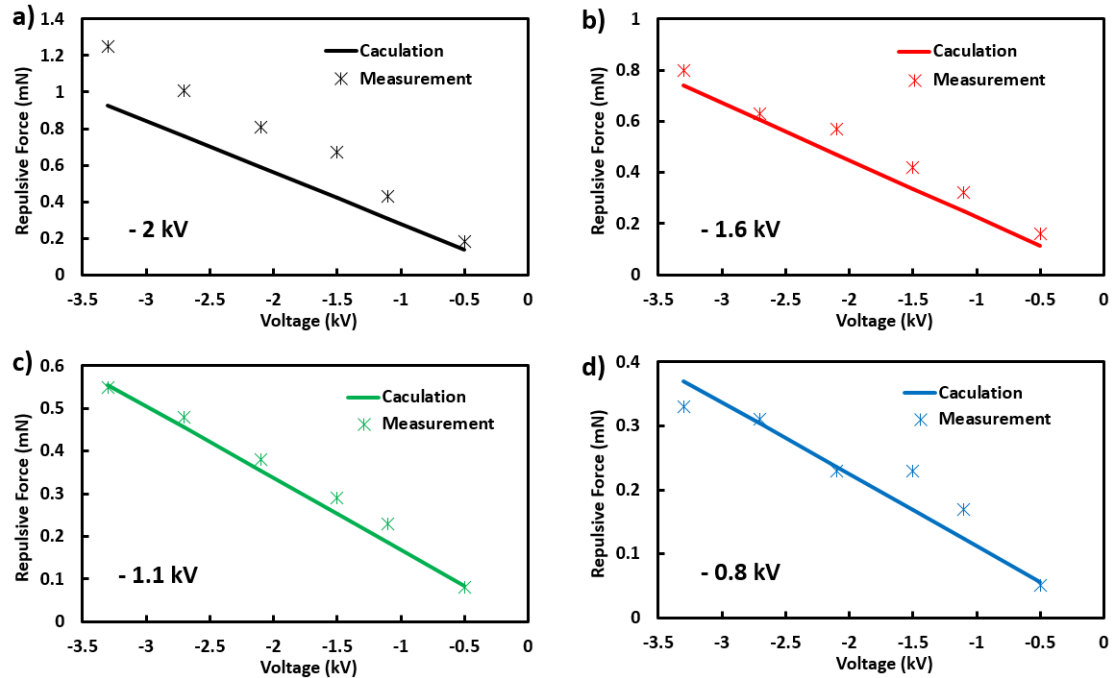 a)
Repulsive Force (mN)
1.4
1.2
1
0.8
0.6
0.4
0.2
0
Caculation
Measurement
- 2 kV
-3.5 -3 -2.5 -2 -1.5 -1 -0.5 0
Voltage (kV)
b)
Repulsive Force (mN)
1
0.8
0.6
0.4
0.2
0
Caculation
Measurement
- 1.6 kV
-3.5 -3 -2.5 -2 -1.5 -1 -0.5 0
Voltage (kV)
c)
Repulsive Force (mN)
0.6
0.5
0.4
0.3
0.2
0.1
0
Caculation
Measurement
- 1.1 kV
-3.5 -3 -2.5 -2 -1.5 -1 -0.5 0
Voltage (kV)
d)
Repulsive Force (mN)
0.4
0.3
0.2
0.1
0
Caculation
Measurement
- 0.8 kV
-3.5 -3 -2.5 -2 -1.5 -1 -0.5 0
Voltage (kV)